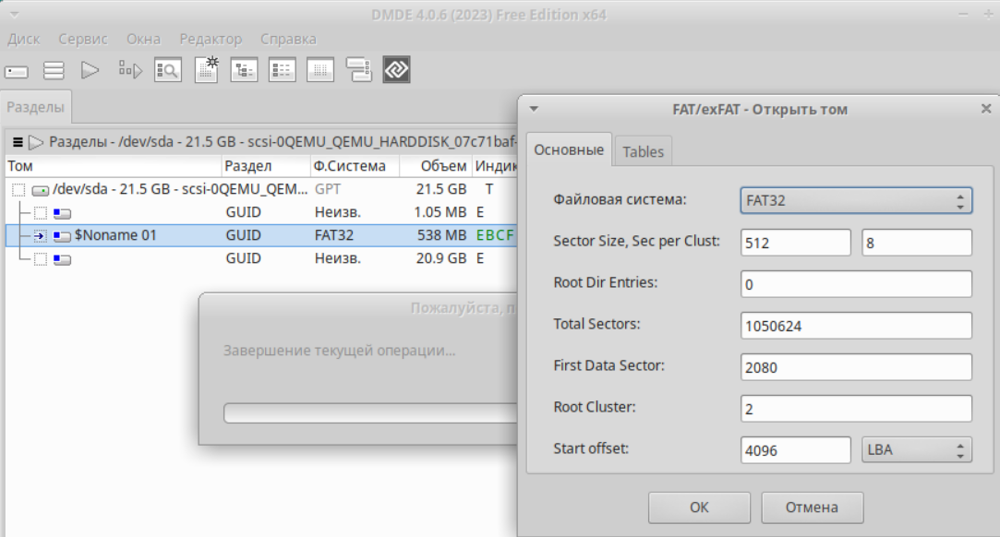 DMDE 4.0.6 (2023) Free Edition x64
Диск Сервис Окна Редактор Справка
Разделы
Разделы - /dev/sda - 21.5 GB - scsi-0QEMU_QEMU_HARDDISK_07c71baf-
Том Раздел Ф.Система Объем Индик
/dev/sda - 21.5 GB - scsi-0QEMU_QEM... GPT 21.5 GB T
GUID Неизв. 1.05 MB E
$Noname 01 GUID FAT32 538 MB EBCF
GUID Неизв. 20.9 GB E
Пожалуйста, п
Завершение текущей операции...
FAT/exFAT - Открыть том
Основные Tables
Файловая система: FAT32
Sector Size, Sec per Clust: 512 8
Root Dir Entries: 0
Total Sectors: 1050624
First Data Sector: 2080
Root Cluster: 2
Start offset: 4096 LBA
OK Отмена